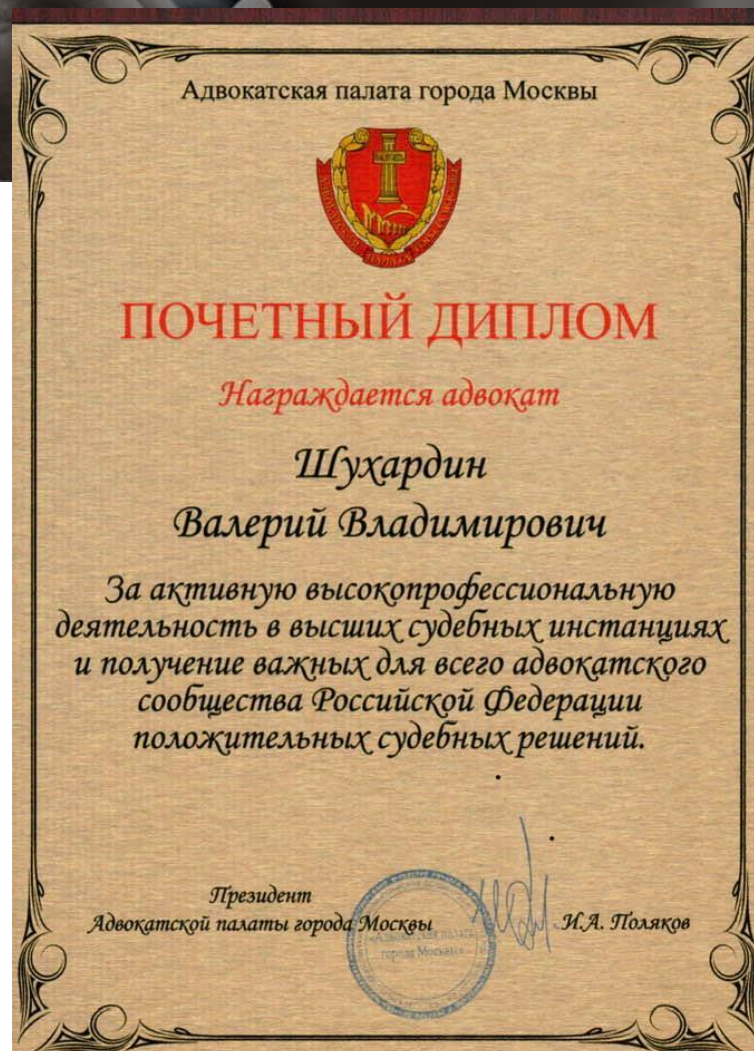 Адвокатская палата города Москвы
ПОЧЕТНЫЙ ДИПЛОМ
Награждается адвокат
Шухардин
Валерий Владимирович
За активную высокопрофессиональную
деятельность в высших судебных инстанциях
и получение важных для всего адвокатского
сообщества Российской Федерации
положительных судебных решений.
Президент
Адвокатской палаты города Москвы
И.А. Поляков